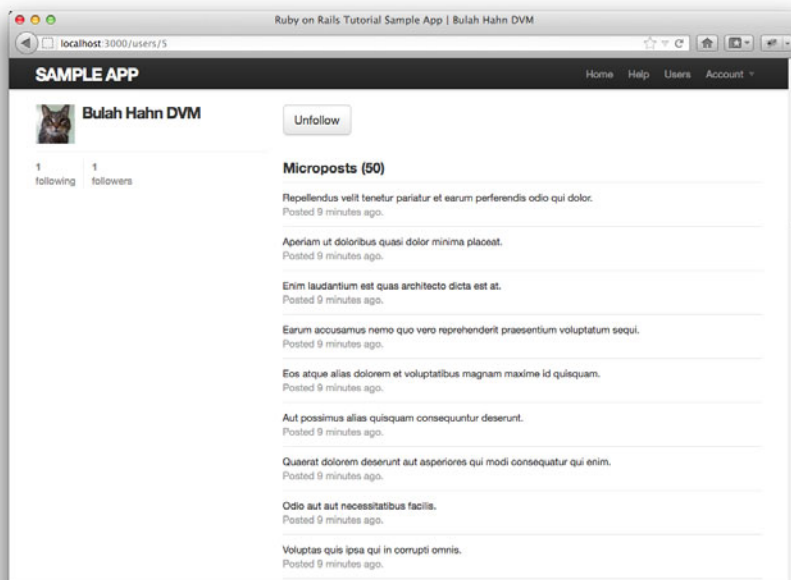 Ruby on Rails Tutorial Sample App | Bulah Hahn DVM
localhost:3000/users/5
SAMPLE APP
Home Help Users Account
Bulah Hahn DVM
1 following
1 followers
Unfollow
Microposts (50)
Repellendus velit tenetur pariatur et earum perferendis odio qui dolor.
Posted 9 minutes ago.
Aperiam ut doloribus quasi dolor minima placeat.
Posted 9 minutes ago.
Enim laudantium est quas architecto dicta est at.
Posted 9 minutes ago.
Earum accusamus nemo quo vero reprehenderit praesentium voluptatum sequi.
Posted 9 minutes ago.
Eos atque alias dolorem et voluptatibus magnam maxime id quisquam.
Posted 9 minutes ago.
Aut possimus alias quisquam consequuntur deserunt.
Posted 9 minutes ago.
Quaerat dolorem deserunt aut asperiores qui modi consequatur qui enim.
Posted 9 minutes ago.
Odio aut aut necessitatibus facilis.
Posted 9 minutes ago.
Voluptas quis ipsa qui in corrupti omnis.
Posted 9 minutes ago.